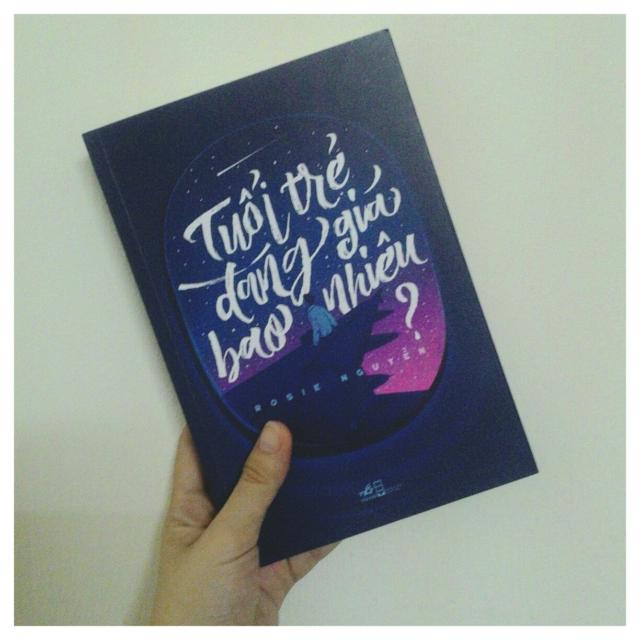 Tuổi trẻ
đáng giá
bao nhiêu
?
ROSIE NGUYỄN